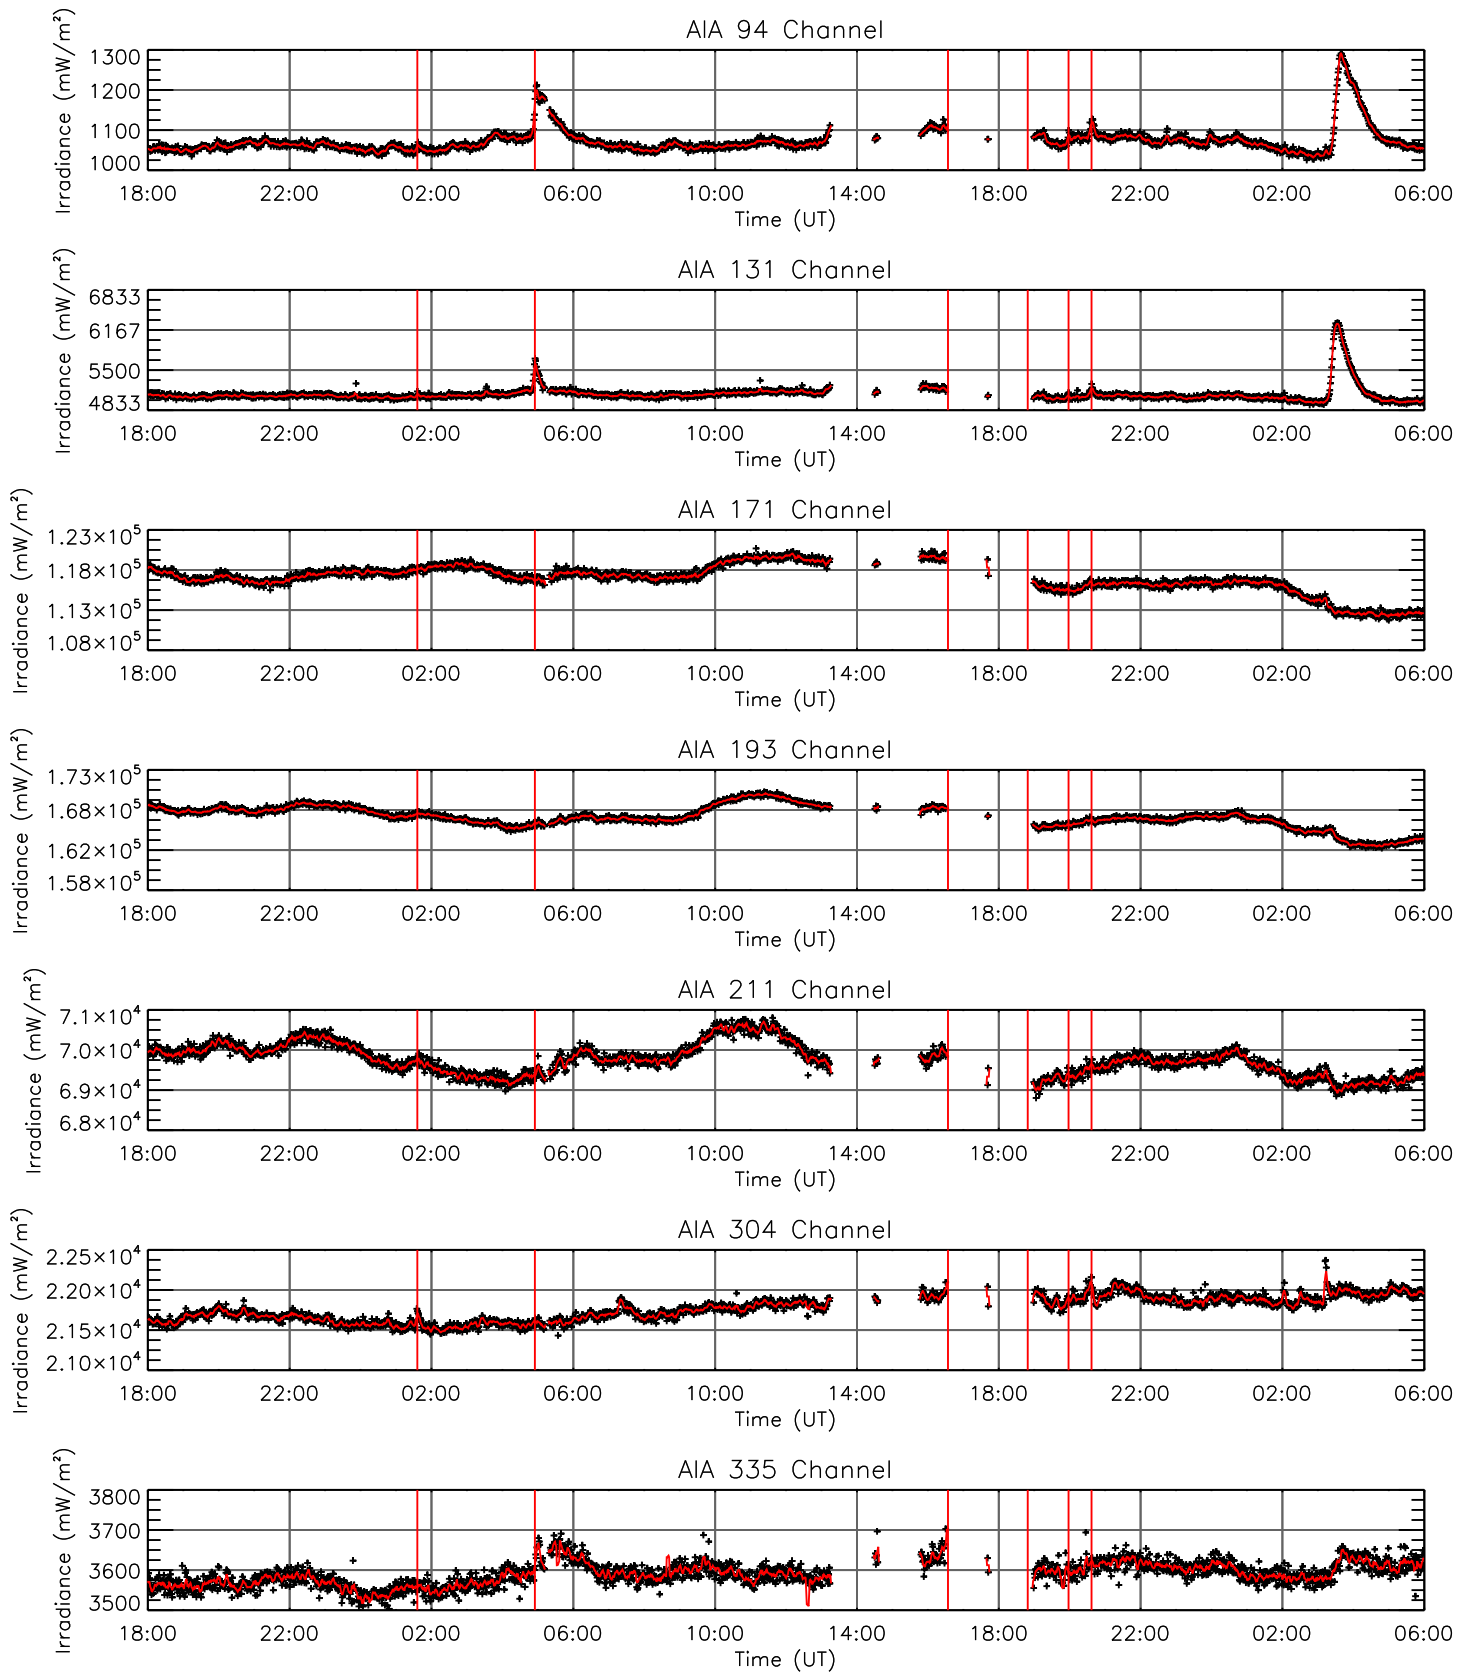 AIA 94 Channel
Irradiance (mW/m²)
1300
1200
1100
1000
18:00 22:00 02:00 06:00 10:00 14:00 18:00 22:00 02:00 06:00
Time (UT)
AIA 131 Channel
Irradiance (mW/m²)
6833
6167
5500
4833
18:00 22:00 02:00 06:00 10:00 14:00 18:00 22:00 02:00 06:00
Time (UT)
AIA 171 Channel
Irradiance (mW/m²)
1.23×10⁵
1.18×10⁵
1.13×10⁵
1.08×10⁵
18:00 22:00 02:00 06:00 10:00 14:00 18:00 22:00 02:00 06:00
Time (UT)
AIA 193 Channel
Irradiance (mW/m²)
1.73×10⁵
1.68×10⁵
1.62×10⁵
1.58×10⁵
18:00 22:00 02:00 06:00 10:00 14:00 18:00 22:00 02:00 06:00
Time (UT)
AIA 211 Channel
Irradiance (mW/m²)
7.1×10⁴
7.0×10⁴
6.9×10⁴
6.8×10⁴
18:00 22:00 02:00 06:00 10:00 14:00 18:00 22:00 02:00 06:00
Time (UT)
AIA 304 Channel
Irradiance (mW/m²)
2.25×10⁴
2.20×10⁴
2.15×10⁴
2.10×10⁴
18:00 22:00 02:00 06:00 10:00 14:00 18:00 22:00 02:00 06:00
Time (UT)
AIA 335 Channel
Irradiance (mW/m²)
3800
3700
3600
3500
18:00 22:00 02:00 06:00 10:00 14:00 18:00 22:00 02:00 06:00
Time (UT)